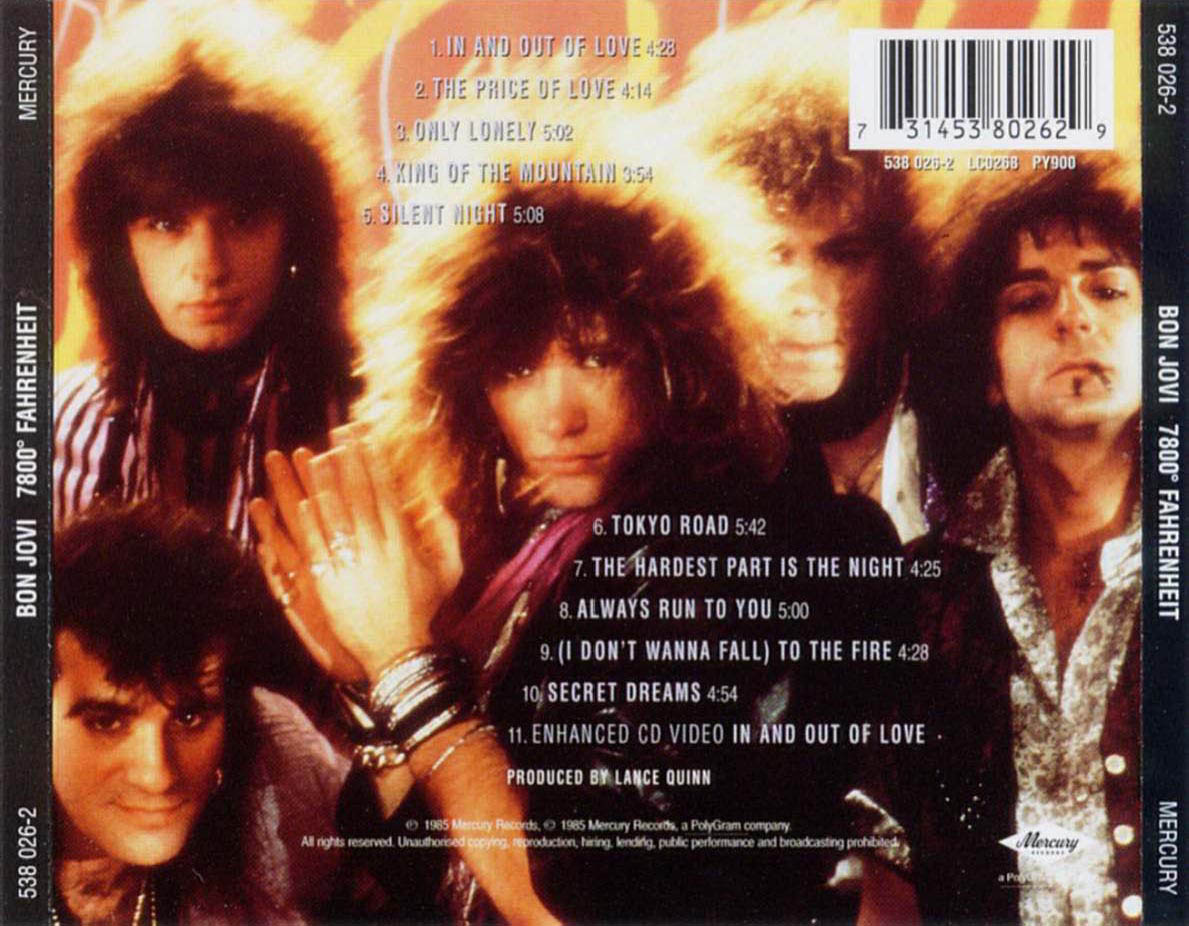 MERCURY
BON JOVI 7800° FAHRENHEIT
538 026-2
1. IN AND OUT OF LOVE 4:28
2. THE PRICE OF LOVE 4:14
3. ONLY LONELY 5:02
4. KING OF THE MOUNTAIN 3:54
5. SILENT NIGHT 5:08
7 31453 80262 9
538 026-2 LC0268 PY900
6. TOKYO ROAD 5:42
7. THE HARDEST PART IS THE NIGHT 4:25
8. ALWAYS RUN TO YOU 5:00
9. (I DON'T WANNA FALL) TO THE FIRE 4:28
10. SECRET DREAMS 4:54
11. ENHANCED CD VIDEO IN AND OUT OF LOVE
PRODUCED BY LANCE QUINN
℗ 1985 Mercury Records, © 1985 Mercury Records, a PolyGram company.
All rights reserved. Unauthorised copying, reproduction, hiring, lending, public performance and broadcasting prohibited.
Mercury
RECORDS
a
538 026-2
BON JOVI 7800° FAHRENHEIT
MERCURY